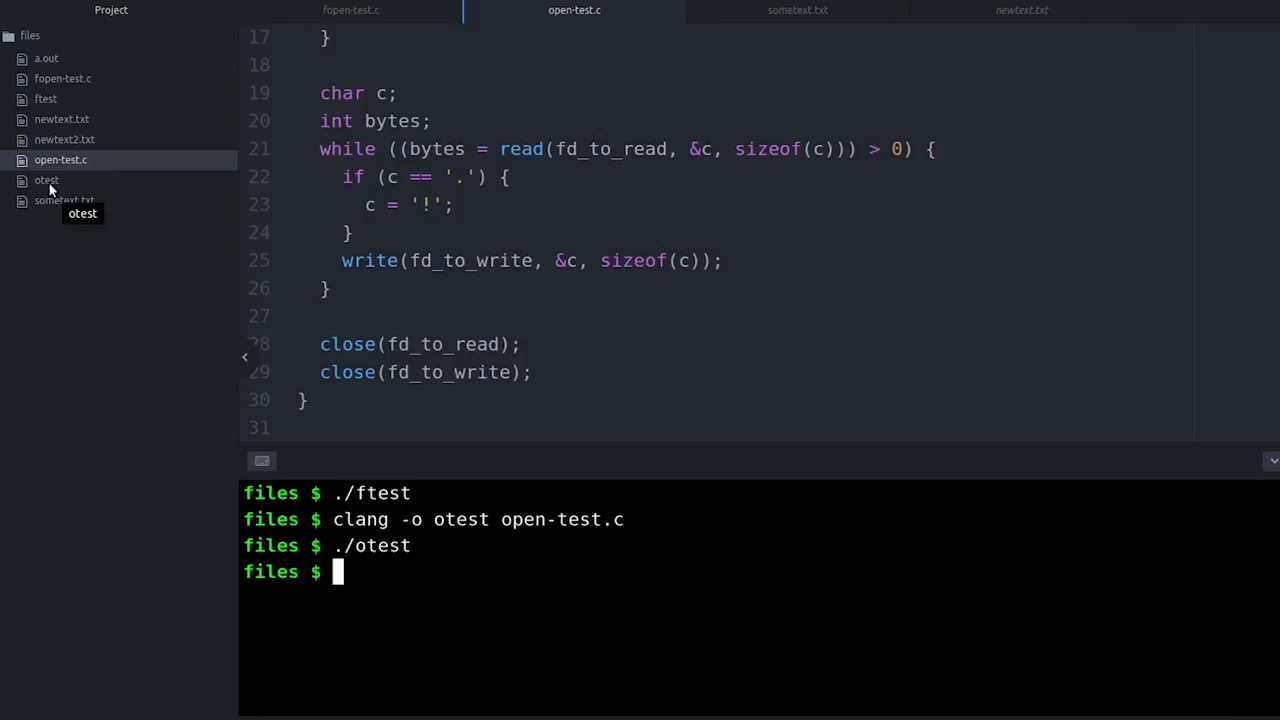 Project
fopen-test.c
open-test.c
sometext.txt
newtext.txt
files
a.out
fopen-test.c
ftest
newtext.txt
newtext2.txt
open-test.c
otest
sometext.txt
otest
17 }
18
19 char c;
20 int bytes;
21 while ((bytes = read(fd_to_read, &c, sizeof(c))) > 0) {
22 if (c == '.') {
23 c = '!';
24 }
25 write(fd_to_write, &c, sizeof(c));
26 }
27
28 close(fd_to_read);
29 close(fd_to_write);
30 }
31
files $ ./ftest
files $ clang -o otest open-test.c
files $ ./otest
files $